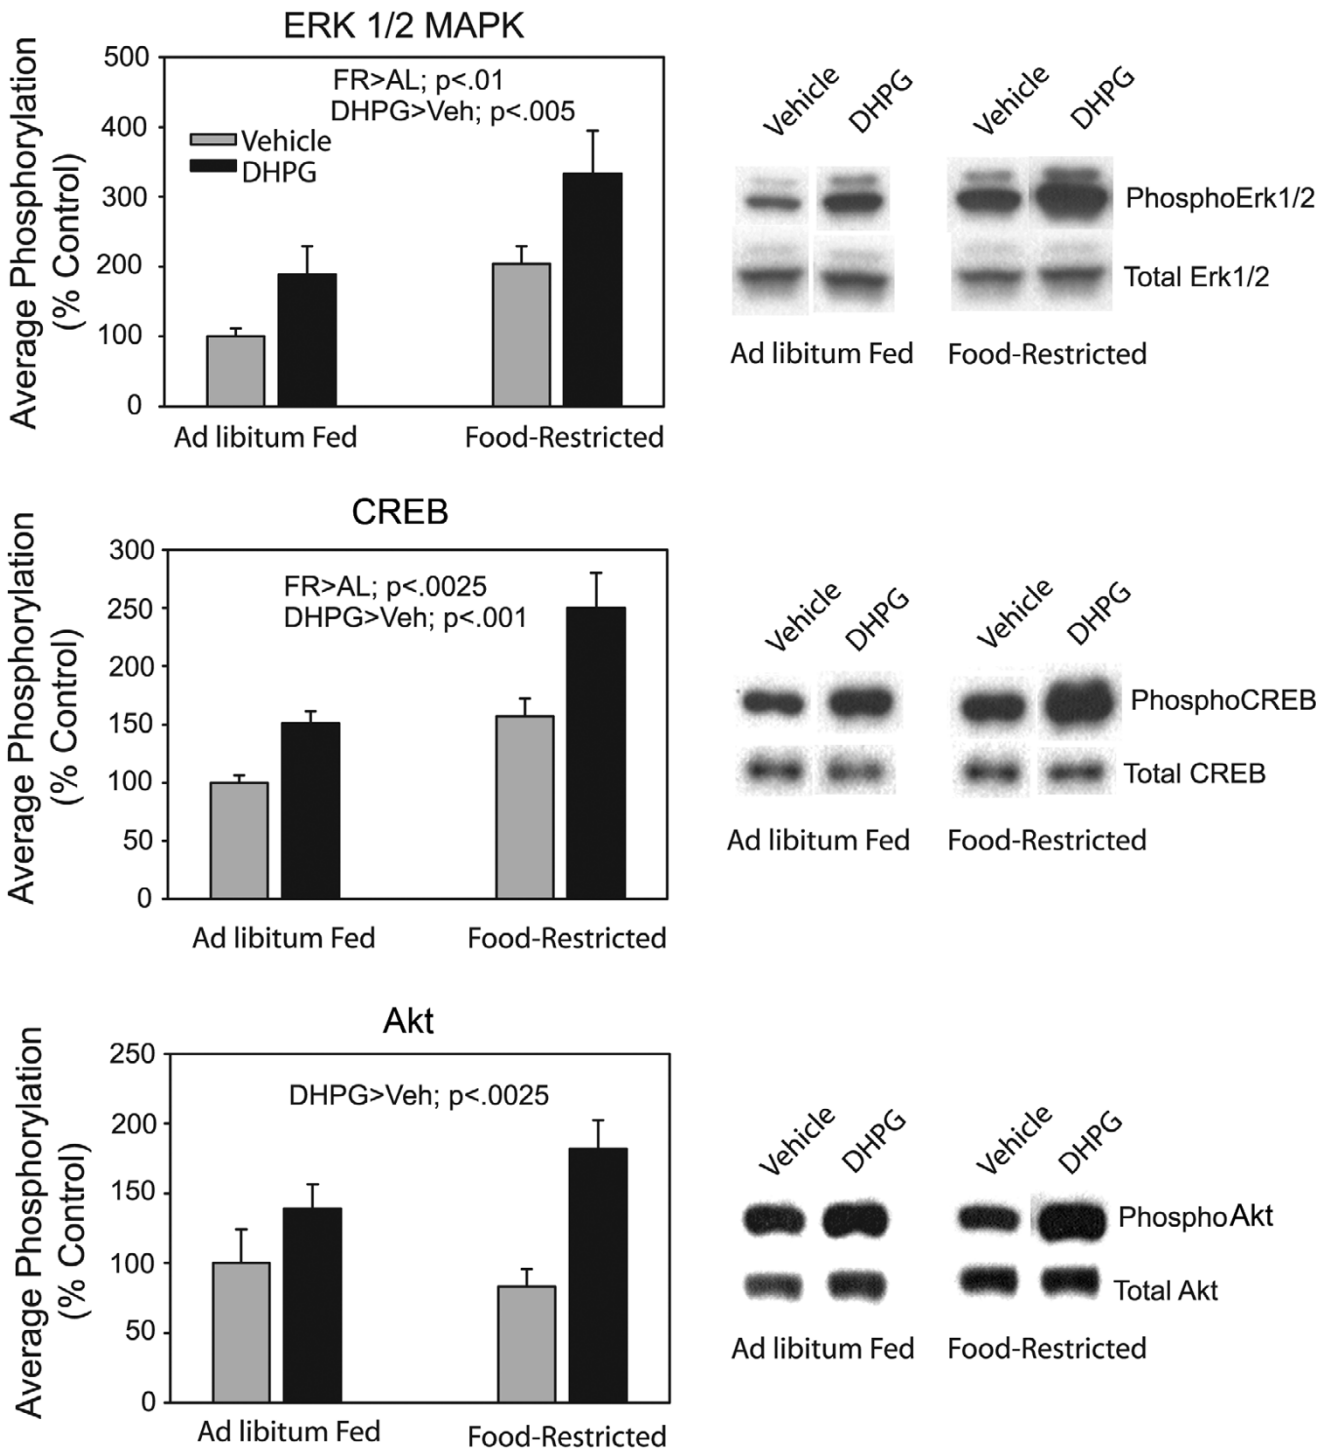 ERK 1/2 MAPK
Average Phosphorylation
(% Control)
500
400
300
200
100
0
FR>AL; p<.01
DHPG>Veh; p<.005
Vehicle
DHPG
Ad libitum Fed
Food-Restricted
Vehicle
DHPG
Vehicle
DHPG
PhosphoErk1/2
Total Erk1/2
Ad libitum Fed
Food-Restricted
CREB
Average Phosphorylation
(% Control)
300
250
200
150
100
50
0
FR>AL; p<.0025
DHPG>Veh; p<.001
Ad libitum Fed
Food-Restricted
Vehicle
DHPG
Vehicle
DHPG
PhosphoCREB
Total CREB
Ad libitum Fed
Food-Restricted
Akt
Average Phosphorylation
(% Control)
250
200
150
100
50
0
DHPG>Veh; p<.0025
Ad libitum Fed
Food-Restricted
Vehicle
DHPG
Vehicle
DHPG
Phospho Akt
Total Akt
Ad libitum Fed
Food-Restricted